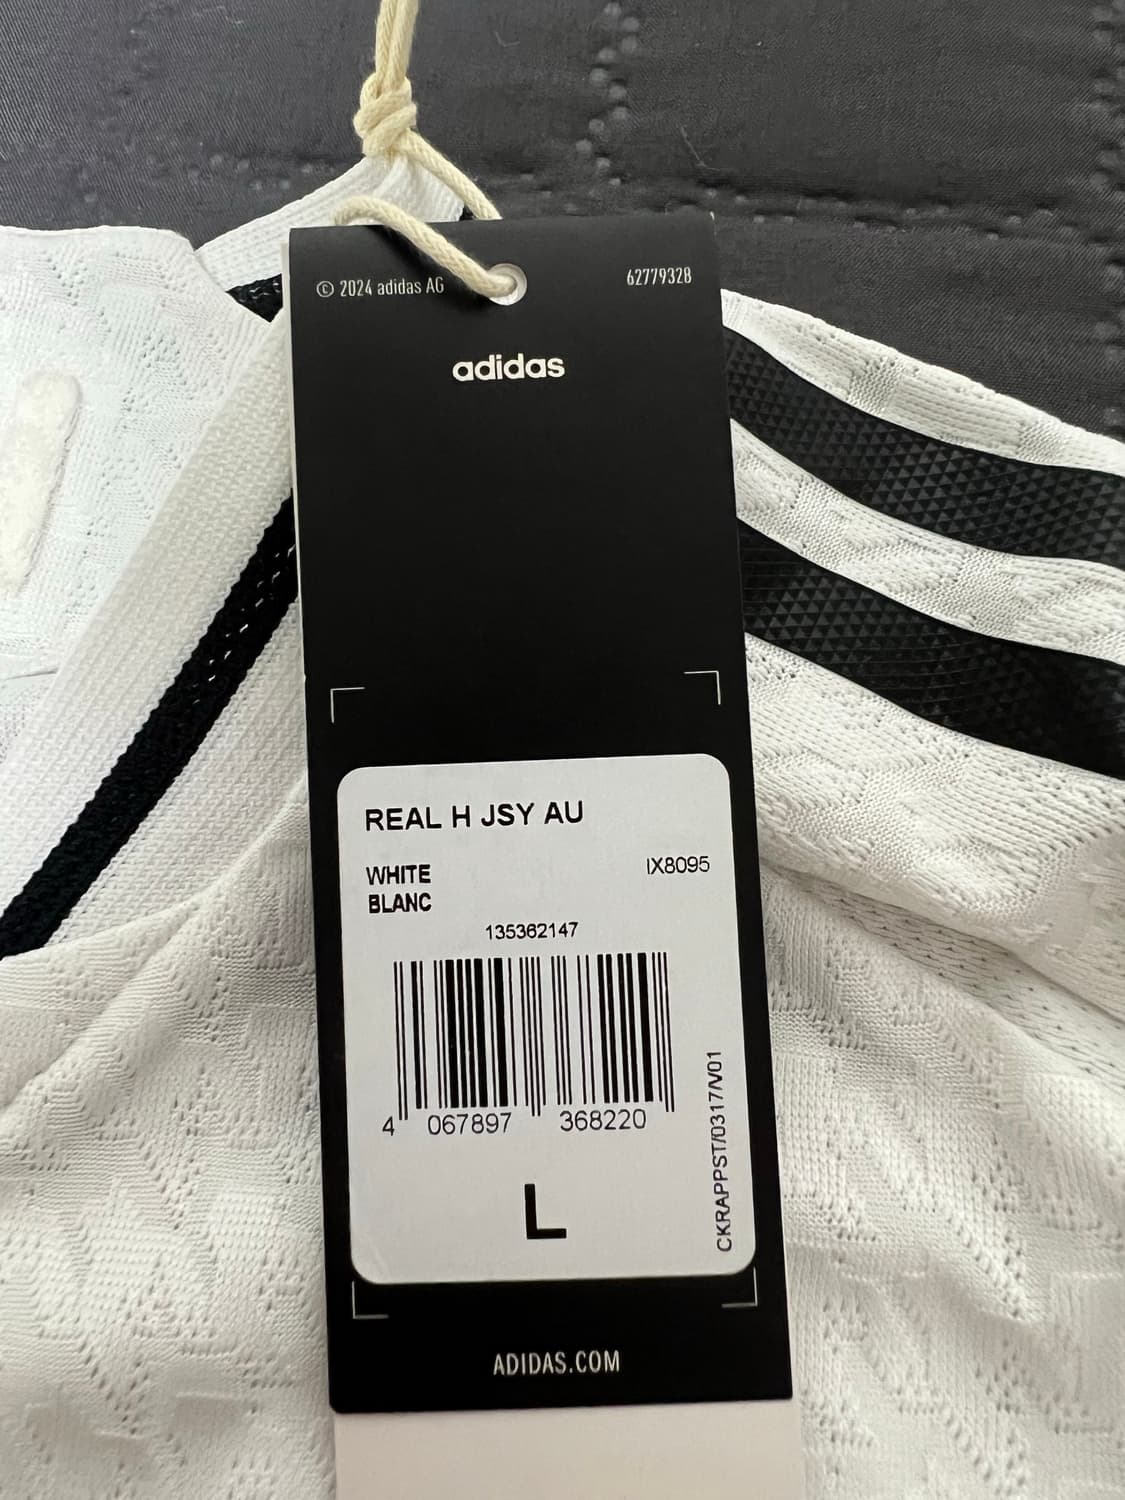 © 2024 adidas AG
62779328
adidas
REAL H JSY AU
WHITE
IX8095
BLANC
135362147
4 067897 368220
CKRAPPST/0317/V01
L
ADIDAS.COM